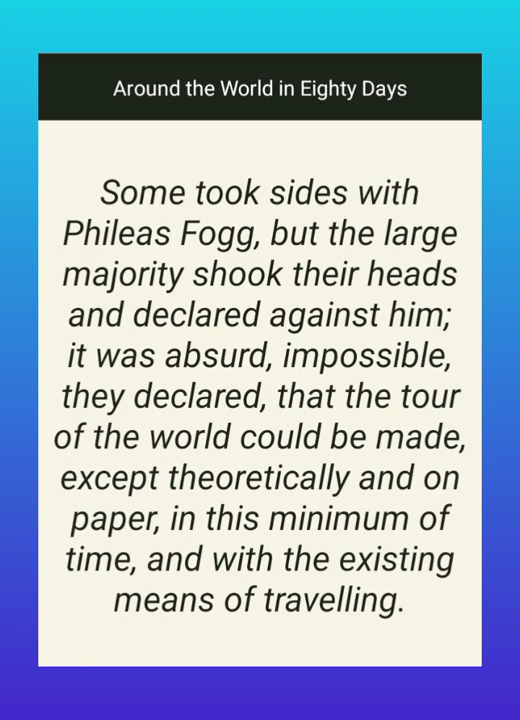 Around the World in Eighty Days
Some took sides with
Phileas Fogg, but the large
majority shook their heads
and declared against him;
it was absurd, impossible,
they declared, that the tour
of the world could be made,
except theoretically and on
paper, in this minimum of
time, and with the existing
means of travelling.